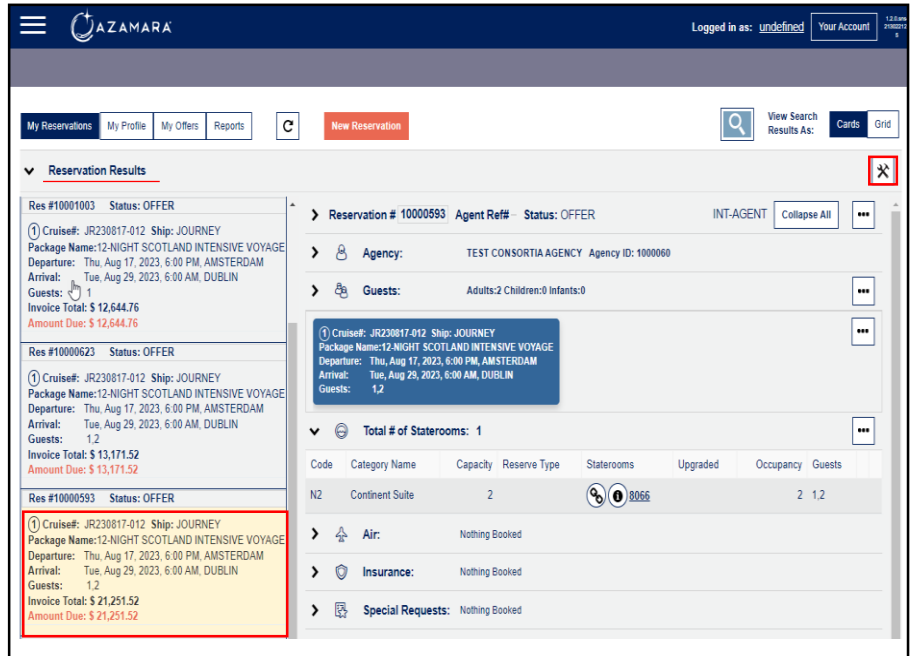 AZAMARA
Logged in as: undefined Your Account
My Reservations My Profile My Offers Reports New Reservation
View Search Results As: Cards Grid
Reservation Results
Res #10001003 Status: OFFER
1 Cruise#: JR230817-012 Ship: JOURNEY
Package Name:12-NIGHT SCOTLAND INTENSIVE VOYAGE
Departure: Thu, Aug 17, 2023, 6:00 PM, AMSTERDAM
Arrival: Tue, Aug 29, 2023, 6:00 AM, DUBLIN
Guests: 1
Invoice Total: $ 12,644.76
Amount Due: $ 12,644.76
Res #10000623 Status: OFFER
1 Cruise#: JR230817-012 Ship: JOURNEY
Package Name:12-NIGHT SCOTLAND INTENSIVE VOYAGE
Departure: Thu, Aug 17, 2023, 6:00 PM, AMSTERDAM
Arrival: Tue, Aug 29, 2023, 6:00 AM, DUBLIN
Guests: 1,2
Invoice Total: $ 13,171.52
Amount Due: $ 13,171.52
Res #10000593 Status: OFFER
1 Cruise#: JR230817-012 Ship: JOURNEY
Package Name:12-NIGHT SCOTLAND INTENSIVE VOYAGE
Departure: Thu, Aug 17, 2023, 6:00 PM, AMSTERDAM
Arrival: Tue, Aug 29, 2023, 6:00 AM, DUBLIN
Guests: 1,2
Invoice Total: $ 21,251.52
Amount Due: $ 21,251.52
Reservation # 10000593 Agent Ref# - Status: OFFER INT-AGENT Collapse All
Agency: TEST CONSORTIA AGENCY Agency ID: 1000060
Guests: Adults:2 Children:0 Infants:0
1 Cruise#: JR230817-012 Ship: JOURNEY
Package Name:12-NIGHT SCOTLAND INTENSIVE VOYAGE
Departure: Thu, Aug 17, 2023, 6:00 PM, AMSTERDAM
Arrival: Tue, Aug 29, 2023, 6:00 AM, DUBLIN
Guests: 1,2
Total # of Staterooms: 1
Code Category Name Capacity Reserve Type Staterooms Upgraded Occupancy Guests
N2 Continent Suite 2 8066 2 1,2
Air: Nothing Booked
Insurance: Nothing Booked
Special Requests: Nothing Booked